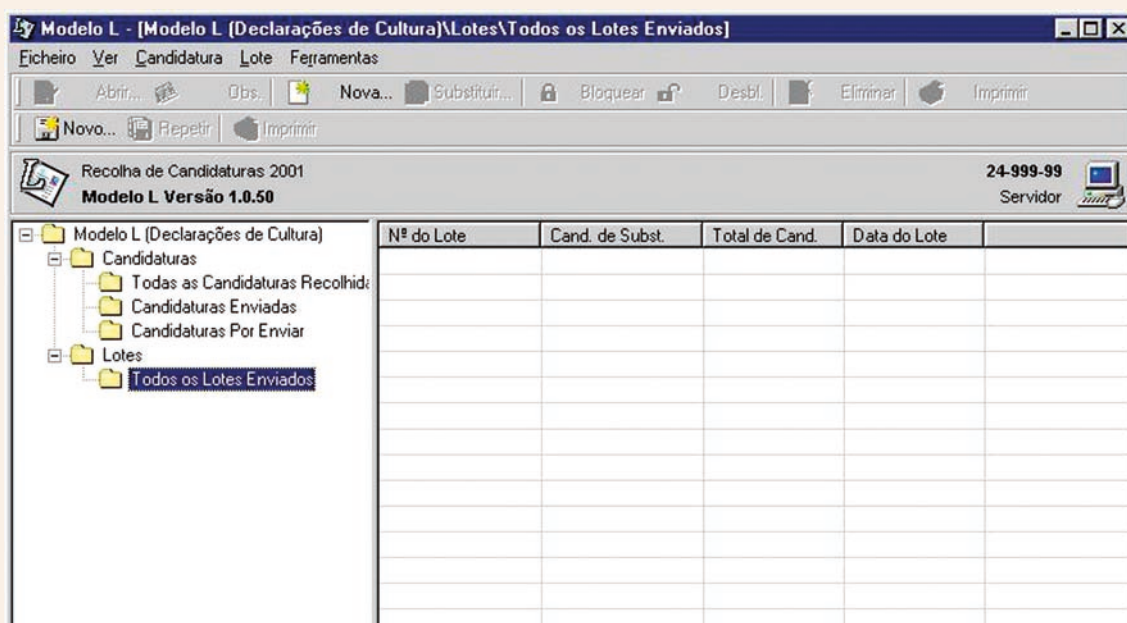 Modelo L - [Modelo L (Declarações de Cultura)\Lotes\Todos os Lotes Enviados]
Ficheiro Ver Candidatura Lote Ferramentas
Abrir... Obs. Nova... Substituir... Bloquear Desbl. Eliminar Imprimir
Novo... Repetir Imprimir
Recolha de Candidaturas 2001
Modelo L Versão 1.0.50
24-999-99
Servidor
Modelo L (Declarações de Cultura)
Candidaturas
Todas as Candidaturas Recolhida
Candidaturas Enviadas
Candidaturas Por Enviar
Lotes
Todos os Lotes Enviados
Nº do Lote Cand. de Subst. Total de Cand. Data do Lote